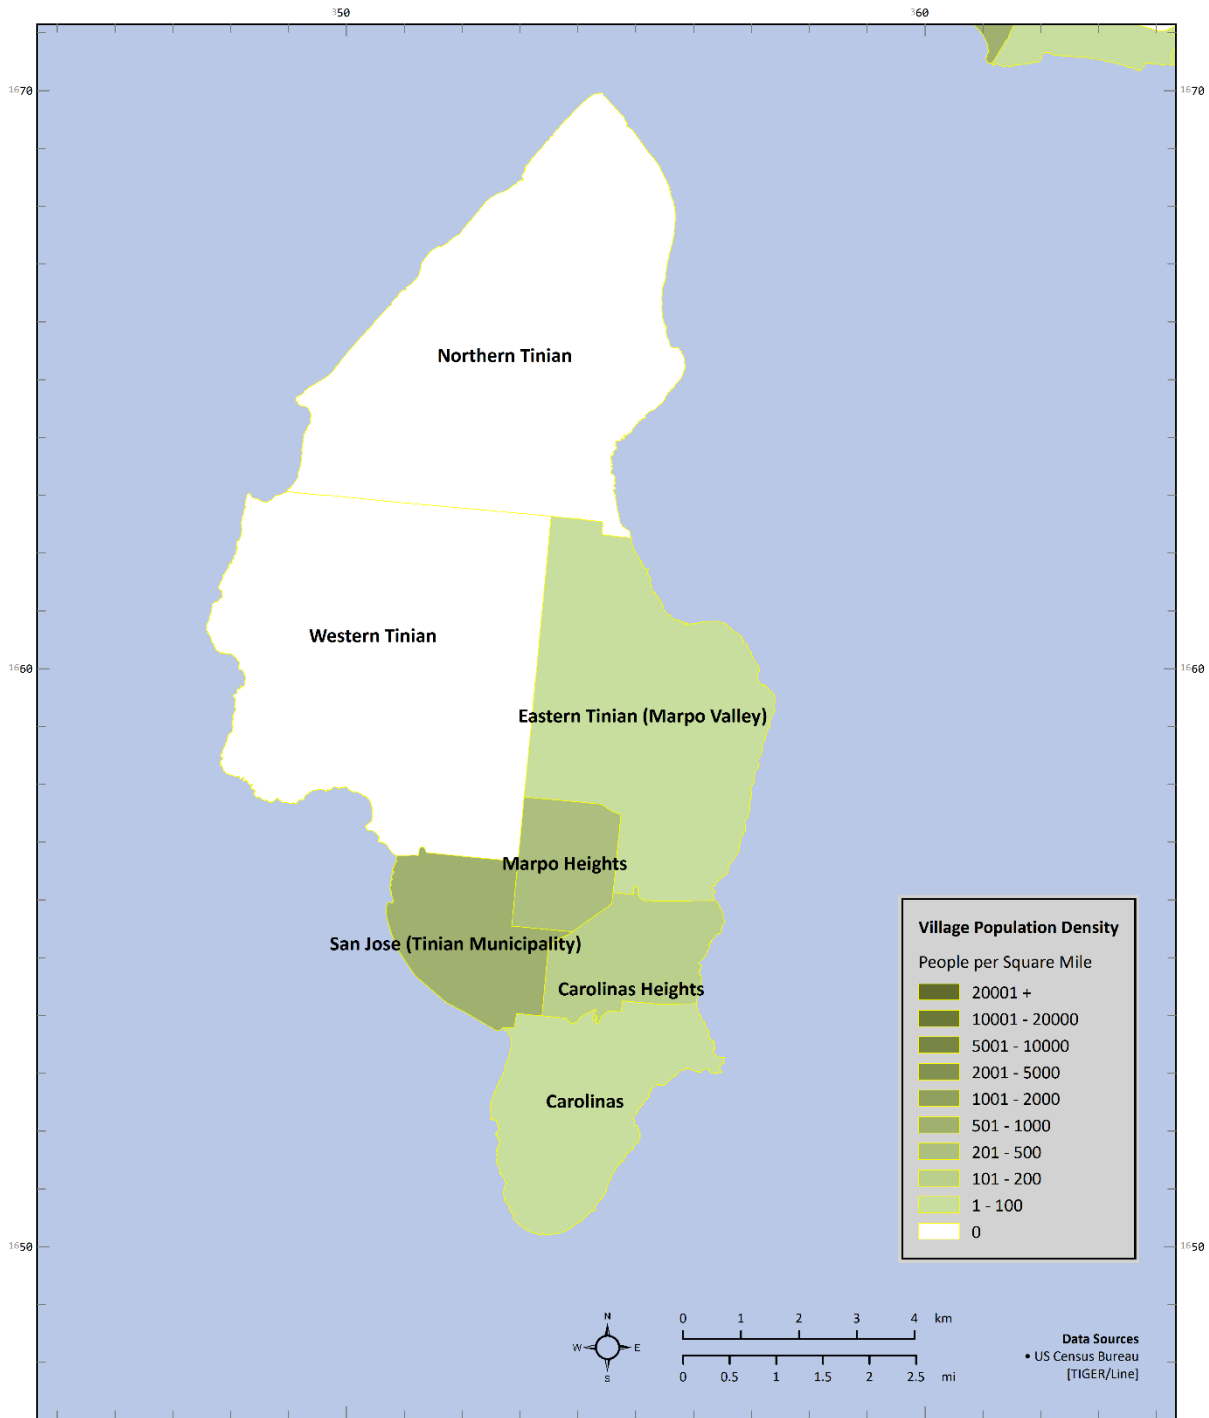 350
360
1670
1670
Northern Tinian
Western Tinian
1660
1660
Eastern Tinian (Marpo Valley)
Marpo Heights
San Jose (Tinian Municipality)
Carolinas Heights
Carolinas
Village Population Density
People per Square Mile
20001 +
10001 - 20000
5001 - 10000
2001 - 5000
1001 - 2000
501 - 1000
201 - 500
101 - 200
1 - 100
0
1650
1650
N
W E
S
0 1 2 3 4 km
0 0.5 1 1.5 2 2.5 mi
Data Sources
• US Census Bureau
[TIGER/Line]